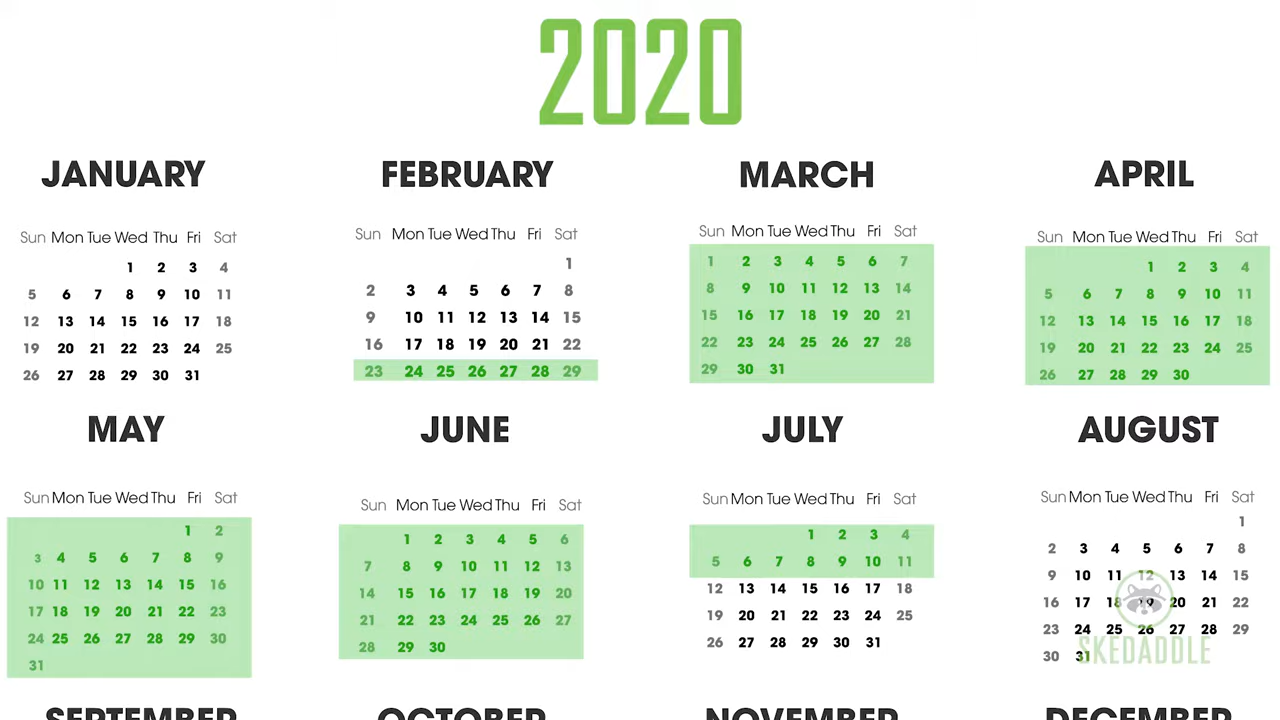 2020
JANUARY
Sun Mon Tue Wed Thu Fri Sat
1 2 3 4
5 6 7 8 9 10 11
12 13 14 15 16 17 18
19 20 21 22 23 24 25
26 27 28 29 30 31
FEBRUARY
Sun Mon Tue Wed Thu Fri Sat
1
2 3 4 5 6 7 8
9 10 11 12 13 14 15
16 17 18 19 20 21 22
23 24 25 26 27 28 29
MARCH
Sun Mon Tue Wed Thu Fri Sat
1 2 3 4 5 6 7
8 9 10 11 12 13 14
15 16 17 18 19 20 21
22 23 24 25 26 27 28
29 30 31
APRIL
Sun Mon Tue Wed Thu Fri Sat
1 2 3 4
5 6 7 8 9 10 11
12 13 14 15 16 17 18
19 20 21 22 23 24 25
26 27 28 29 30
MAY
Sun Mon Tue Wed Thu Fri Sat
1 2
3 4 5 6 7 8 9
10 11 12 13 14 15 16
17 18 19 20 21 22 23
24 25 26 27 28 29 30
31
JUNE
Sun Mon Tue Wed Thu Fri Sat
1 2 3 4 5 6
7 8 9 10 11 12 13
14 15 16 17 18 19 20
21 22 23 24 25 26 27
28 29 30
JULY
Sun Mon Tue Wed Thu Fri Sat
1 2 3 4
5 6 7 8 9 10 11
12 13 14 15 16 17 18
19 20 21 22 23 24 25
26 27 28 29 30 31
AUGUST
Sun Mon Tue Wed Thu Fri Sat
1
2 3 4 5 6 7 8
9 10 11 12 13 14 15
16 17 18 19 20 21 22
23 24 25 26 27 28 29
30 31
SKEDADDLE
SEPTEMBER
OCTOBER
NOVEMBER
DECEMBER